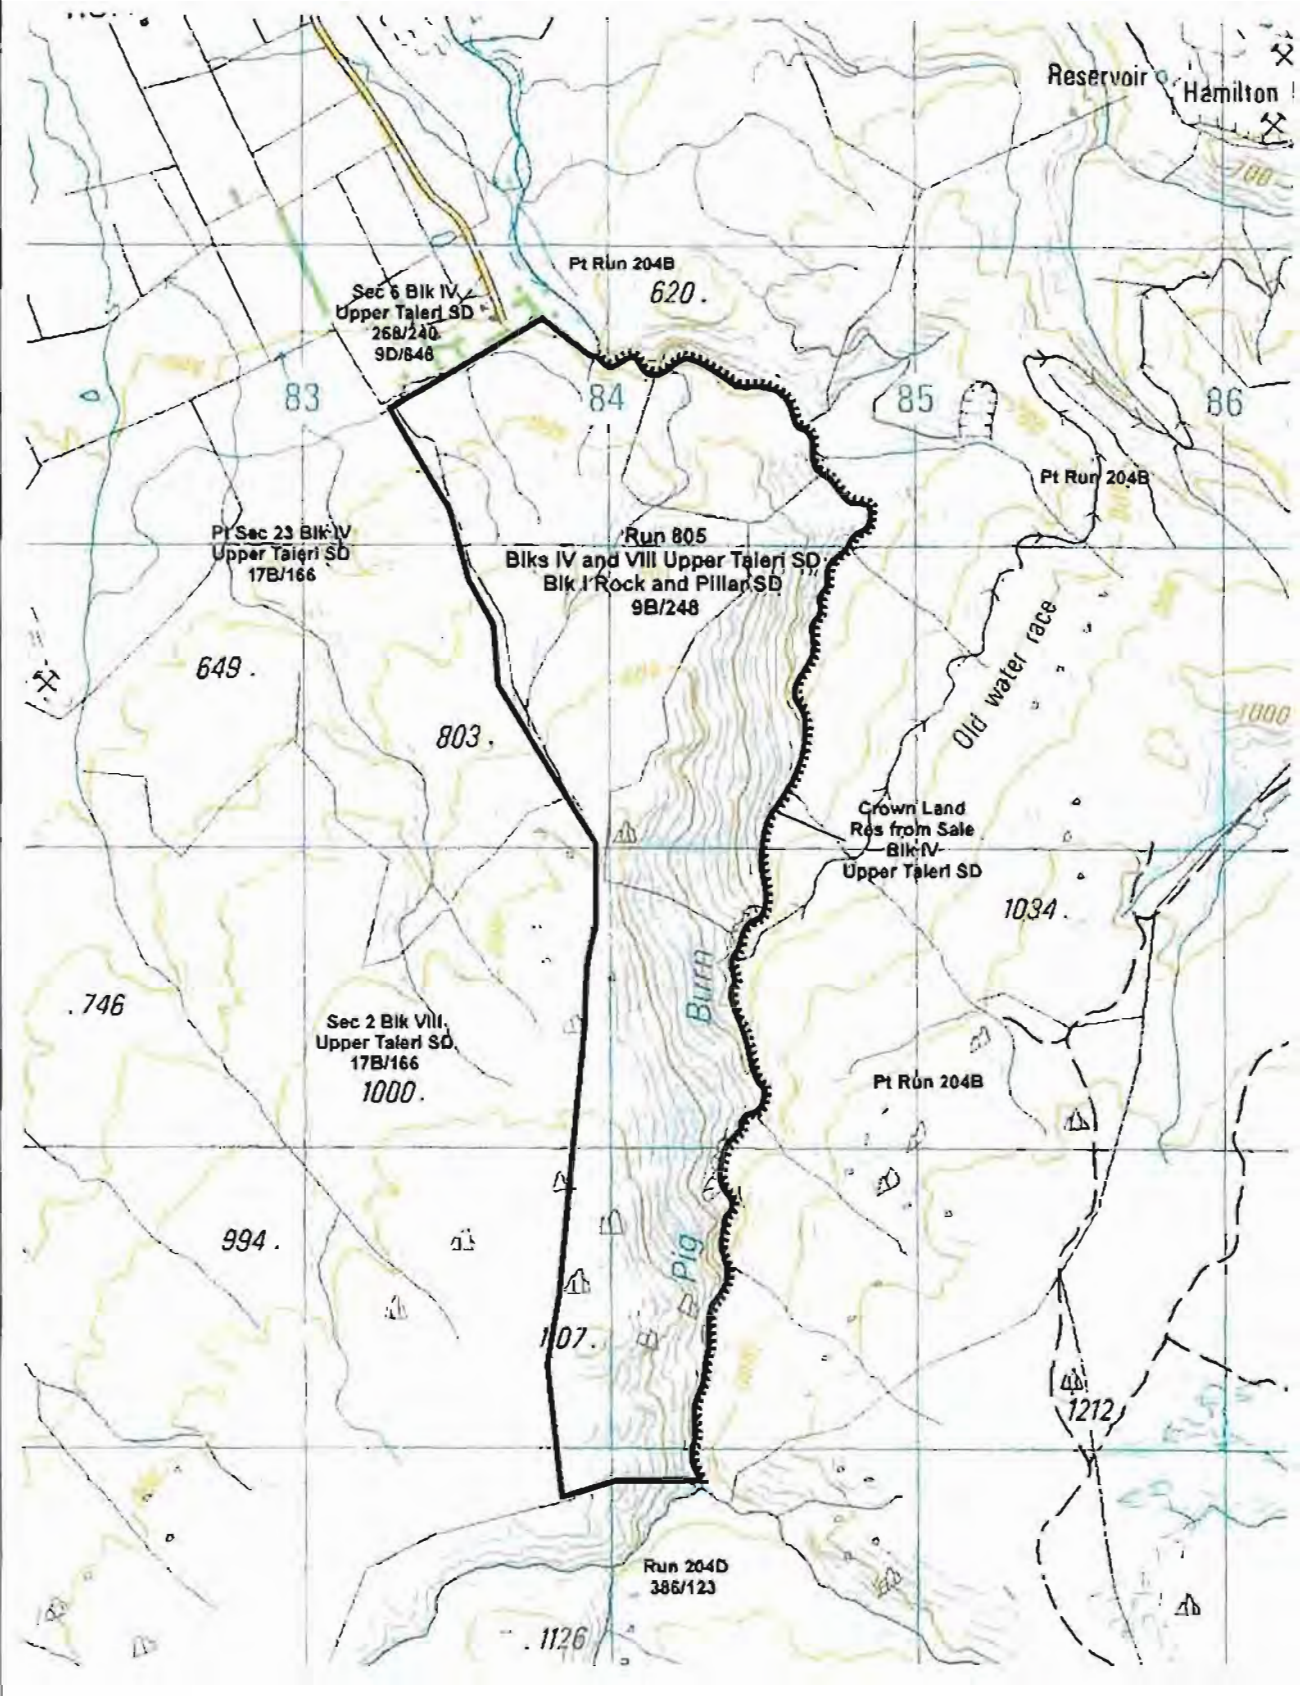 Reservoir
Hamilton
700
Pt Run 204B
620 .
Sec 6 Blk IV
Upper Taieri SD
268/240
9D/648
83
84
85
86
Pt Run 204B
Pt Sec 23 Blk IV
Upper Taieri SD
17B/166
Run 805
Blks IV and VIII Upper Taieri SD
Blk I Rock and Pillar SD
9B/248
649 .
803 .
Old water race
1000
Crown Land
Res from Sale
Blk IV
Upper Taieri SD
1034 .
Burn
. 746
Sec 2 Blk VIII
Upper Taieri SD
17B/166
1000 .
Pt Run 204B
994 .
Pig
1107 .
1212
Run 204D
386/123
. 1126